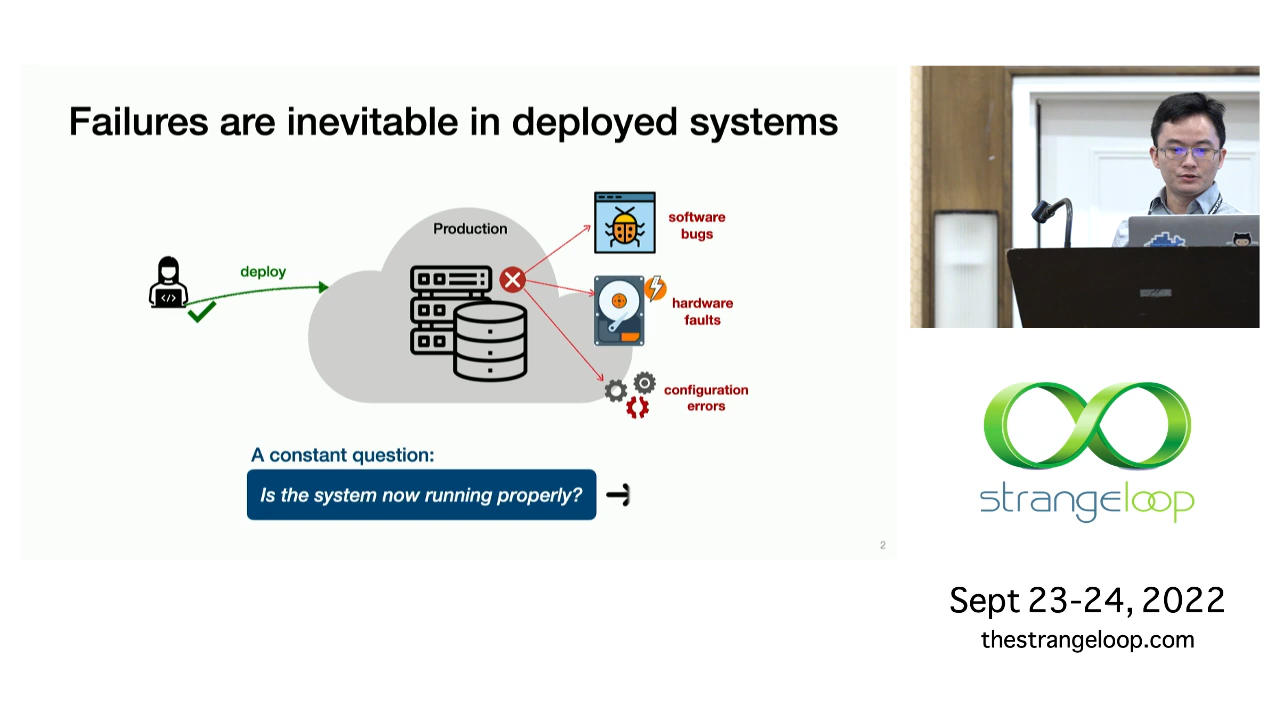 Failures are inevitable in deployed systems
Production
deploy
</>
software
bugs
hardware
faults
configuration
errors
A constant question:
Is the system now running properly?
2
strangeloop
Sept 23-24, 2022
thestrangeloop.com